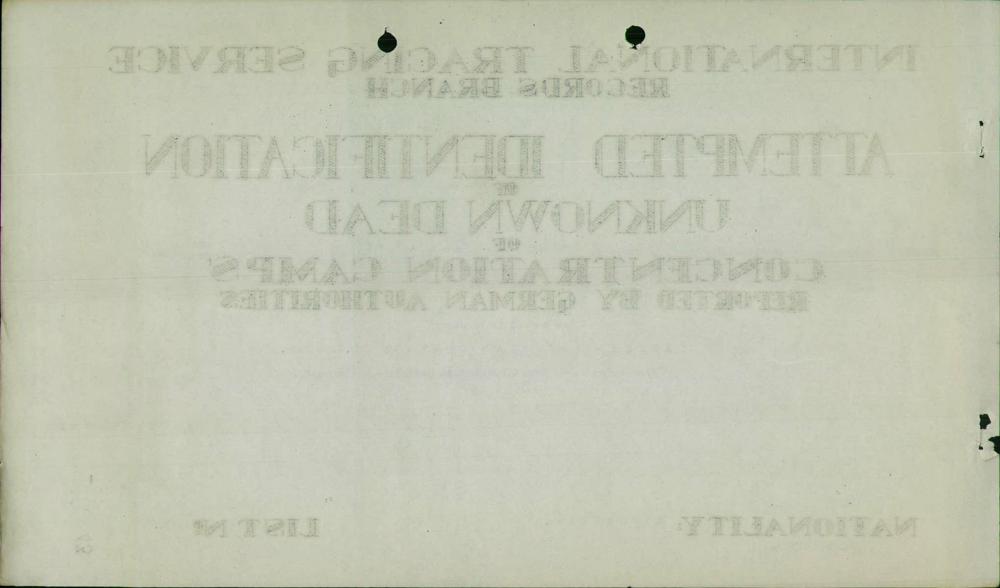 INTERNATIONAL TRACING SERVICE
RECORDS BRANCH
ATTEMPTED IDENTIFICATION
OF
UNKNOWN DEAD
OF
CONCENTRATION CAMPS'
REPORTED BY GERMAN AUTHORITIES
NATIONALITY: LIST Nº